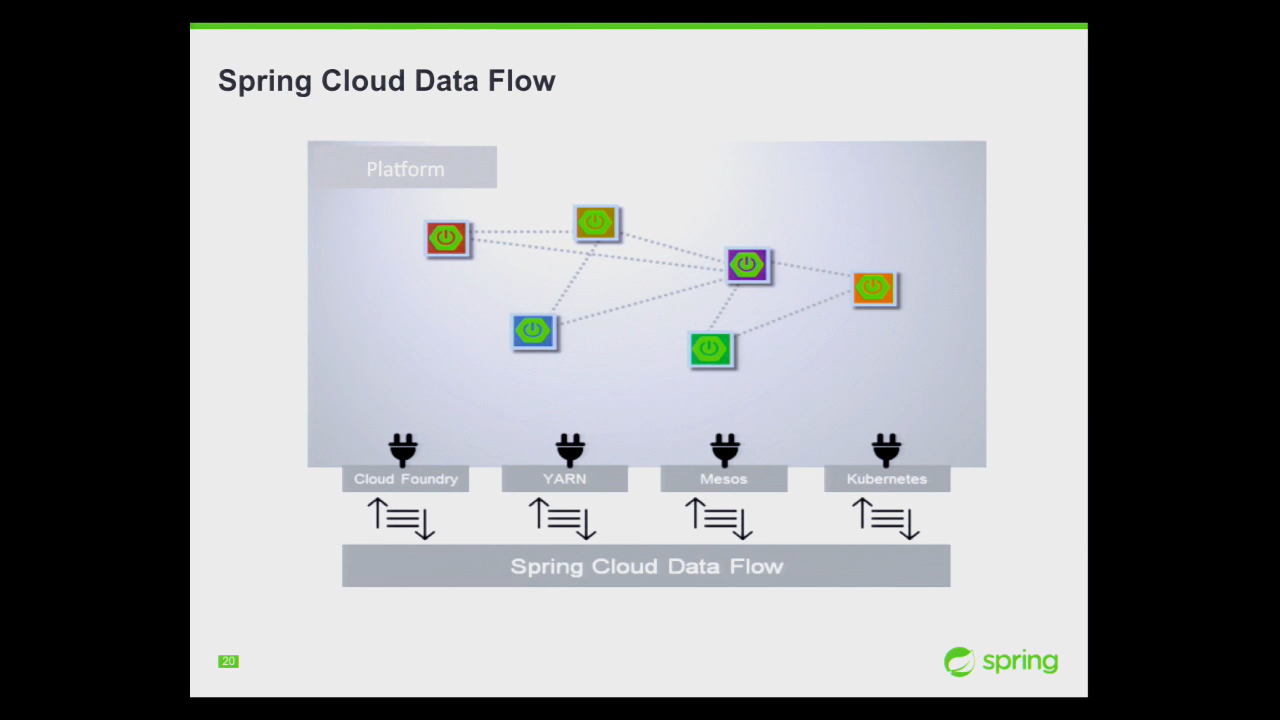 Spring Cloud Data Flow
Platform
Cloud Foundry
YARN
Mesos
Kubernetes
Spring Cloud Data Flow
20
spring